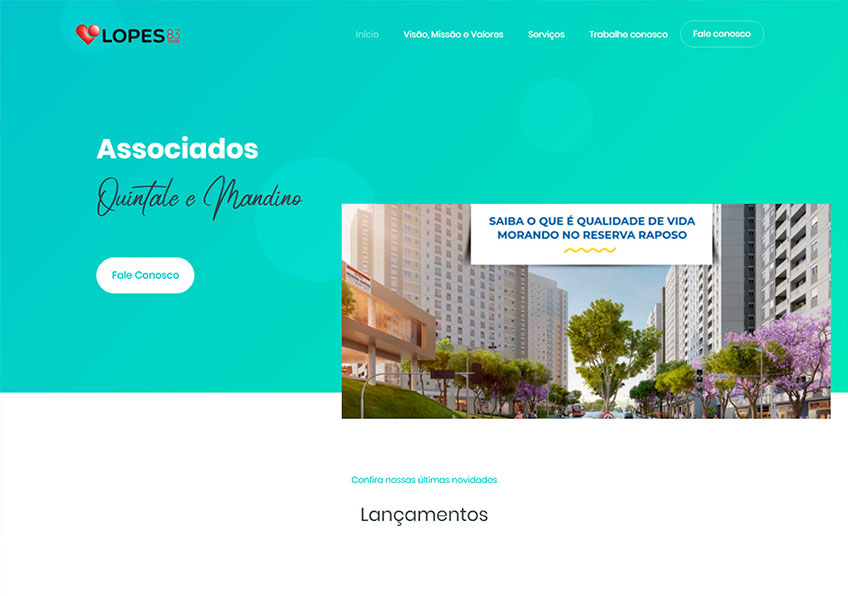 LOPES 83
Início
Visão, Missão e Valores
Serviços
Trabalhe conosco
Fale conosco
Associados
Quintale e Mandino
Fale Conosco
SAIBA O QUE É QUALIDADE DE VIDA
MORANDO NO RESERVA RAPOSO
Confira nossas últimas novidades
Lançamentos